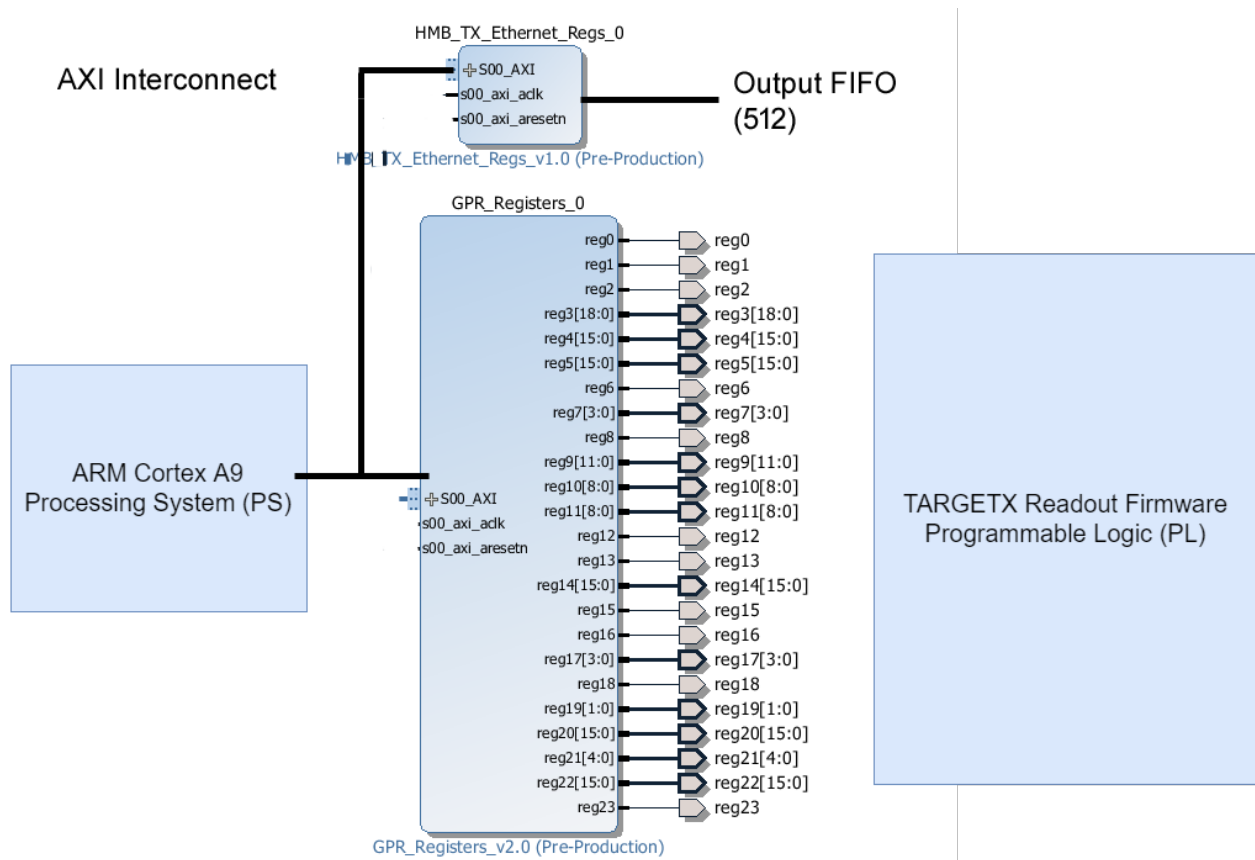 HMB_TX_Ethernet_Regs_0
AXI Interconnect
S00_AXI
s00_axi_aclk
s00_axi_aresetn
Output FIFO
(512)
HMB_TX_Ethernet_Regs_v1.0 (Pre-Production)
GPR_Registers_0
reg0 reg0
reg1 reg1
reg2 reg2
reg3[18:0] reg3[18:0]
reg4[15:0] reg4[15:0]
reg5[15:0] reg5[15:0]
reg6 reg6
reg7[3:0] reg7[3:0]
reg8 reg8
reg9[11:0] reg9[11:0]
reg10[8:0] reg10[8:0]
reg11[8:0] reg11[8:0]
reg12 reg12
reg13 reg13
reg14[15:0] reg14[15:0]
reg15 reg15
reg16 reg16
reg17[3:0] reg17[3:0]
reg18 reg18
reg19[1:0] reg19[1:0]
reg20[15:0] reg20[15:0]
reg21[4:0] reg21[4:0]
reg22[15:0] reg22[15:0]
reg23 reg23
S00_AXI
s00_axi_aclk
s00_axi_aresetn
GPR_Registers_v2.0 (Pre-Production)
ARM Cortex A9
Processing System (PS)
TARGETX Readout Firmware
Programmable Logic (PL)